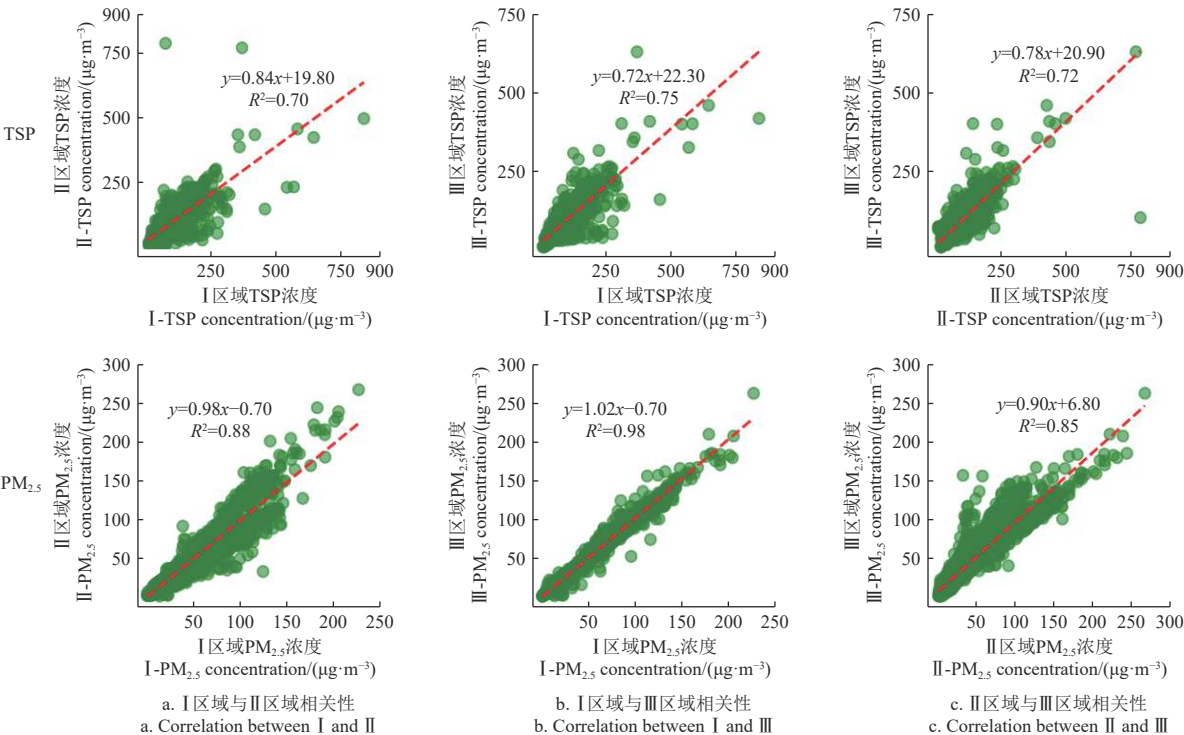 TSP
900
750
500
250
Ⅱ区域TSP浓度
Ⅱ-TSP concentration/(μg·m⁻³)
y=0.84x+19.80
R²=0.70
250 500 750 900
Ⅰ区域TSP浓度
Ⅰ-TSP concentration/(μg·m⁻³)
750
500
250
Ⅲ区域TSP浓度
Ⅲ-TSP concentration/(μg·m⁻³)
y=0.72x+22.30
R²=0.75
250 500 750 900
Ⅰ区域TSP浓度
Ⅰ-TSP concentration/(μg·m⁻³)
750
500
250
Ⅲ区域TSP浓度
Ⅲ-TSP concentration/(μg·m⁻³)
y=0.78x+20.90
R²=0.72
250 500 750 900
Ⅱ区域TSP浓度
Ⅱ-TSP concentration/(μg·m⁻³)
PM₂.₅
300
250
200
150
100
50
Ⅱ区域PM₂.₅浓度
Ⅱ-PM₂.₅ concentration/(μg·m⁻³)
y=0.98x−0.70
R²=0.88
50 100 150 200 250
Ⅰ区域PM₂.₅浓度
Ⅰ-PM₂.₅ concentration/(μg·m⁻³)
a. Ⅰ区域与Ⅱ区域相关性
a. Correlation between Ⅰ and Ⅱ
300
250
200
150
100
50
Ⅲ区域PM₂.₅浓度
Ⅲ-PM₂.₅ concentration/(μg·m⁻³)
y=1.02x−0.70
R²=0.98
50 100 150 200 250
Ⅰ区域PM₂.₅浓度
Ⅰ-PM₂.₅ concentration/(μg·m⁻³)
b. Ⅰ区域与Ⅲ区域相关性
b. Correlation between Ⅰ and Ⅲ
300
250
200
150
100
50
Ⅲ区域PM₂.₅浓度
Ⅲ-PM₂.₅ concentration/(μg·m⁻³)
y=0.90x+6.80
R²=0.85
50 100 150 200 250 300
Ⅱ区域PM₂.₅浓度
Ⅱ-PM₂.₅ concentration/(μg·m⁻³)
c. Ⅱ区域与Ⅲ区域相关性
c. Correlation between Ⅱ and Ⅲ